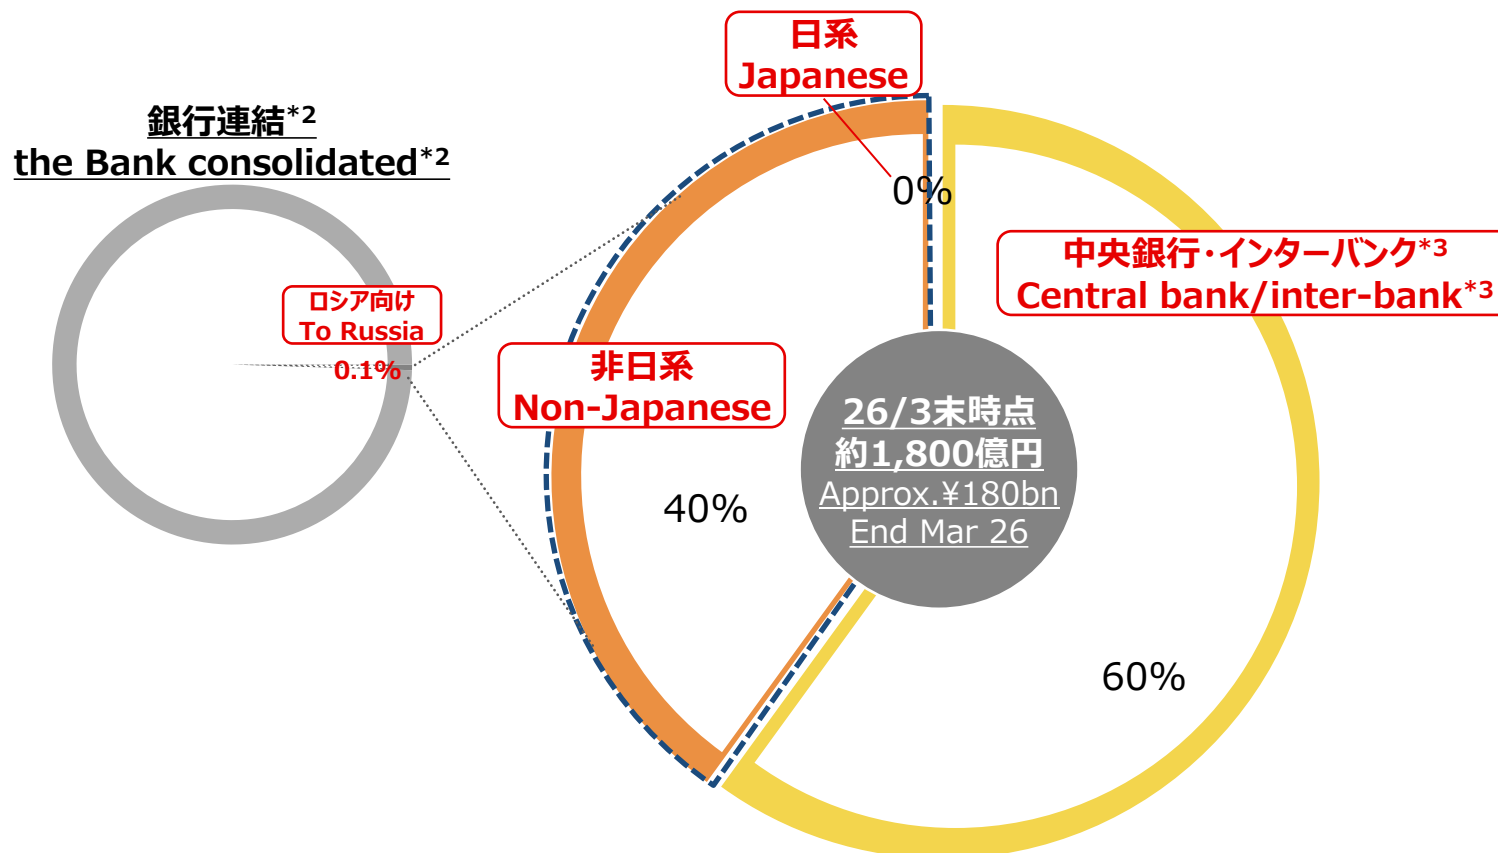 銀行連結*2
the Bank consolidated*2
ロシア向け
To Russia
0.1%
日系
Japanese
0%
中央銀行・インターバンク*3
Central bank/inter-bank*3
非日系
Non-Japanese
40%
26/3末時点
約1,800億円
Approx.¥180bn
End Mar 26
60%